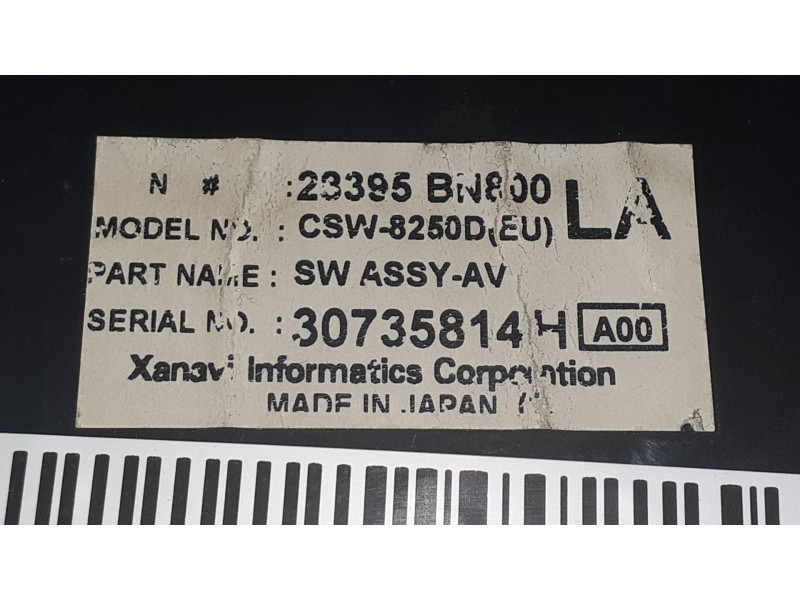 N # : 23395 BN800 LA
MODEL NO. : CSW-8250D(EU)
PART NAME : SW ASSY-AV
SERIAL NO. : 30735814H A00
Xanavi Informatics Corporation
MADE IN JAPAN